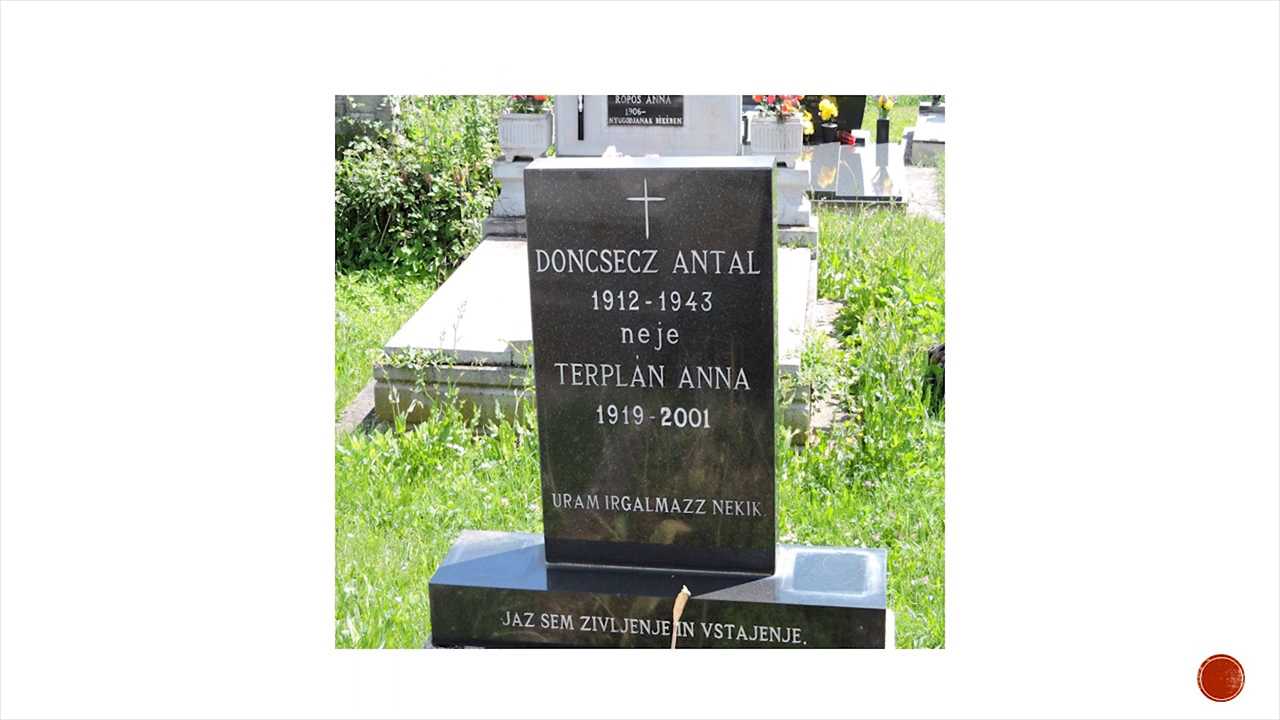 ROPOS ANNA
1906-
NYUGODJANAK BÉKÉBEN
DONCSECZ ANTAL
1912-1943
neje
TERPLÁN ANNA
1919-2001
URAM IRGALMAZZ NEKIK.
JAZ SEM ZIVLJENJE IN VSTAJENJE.